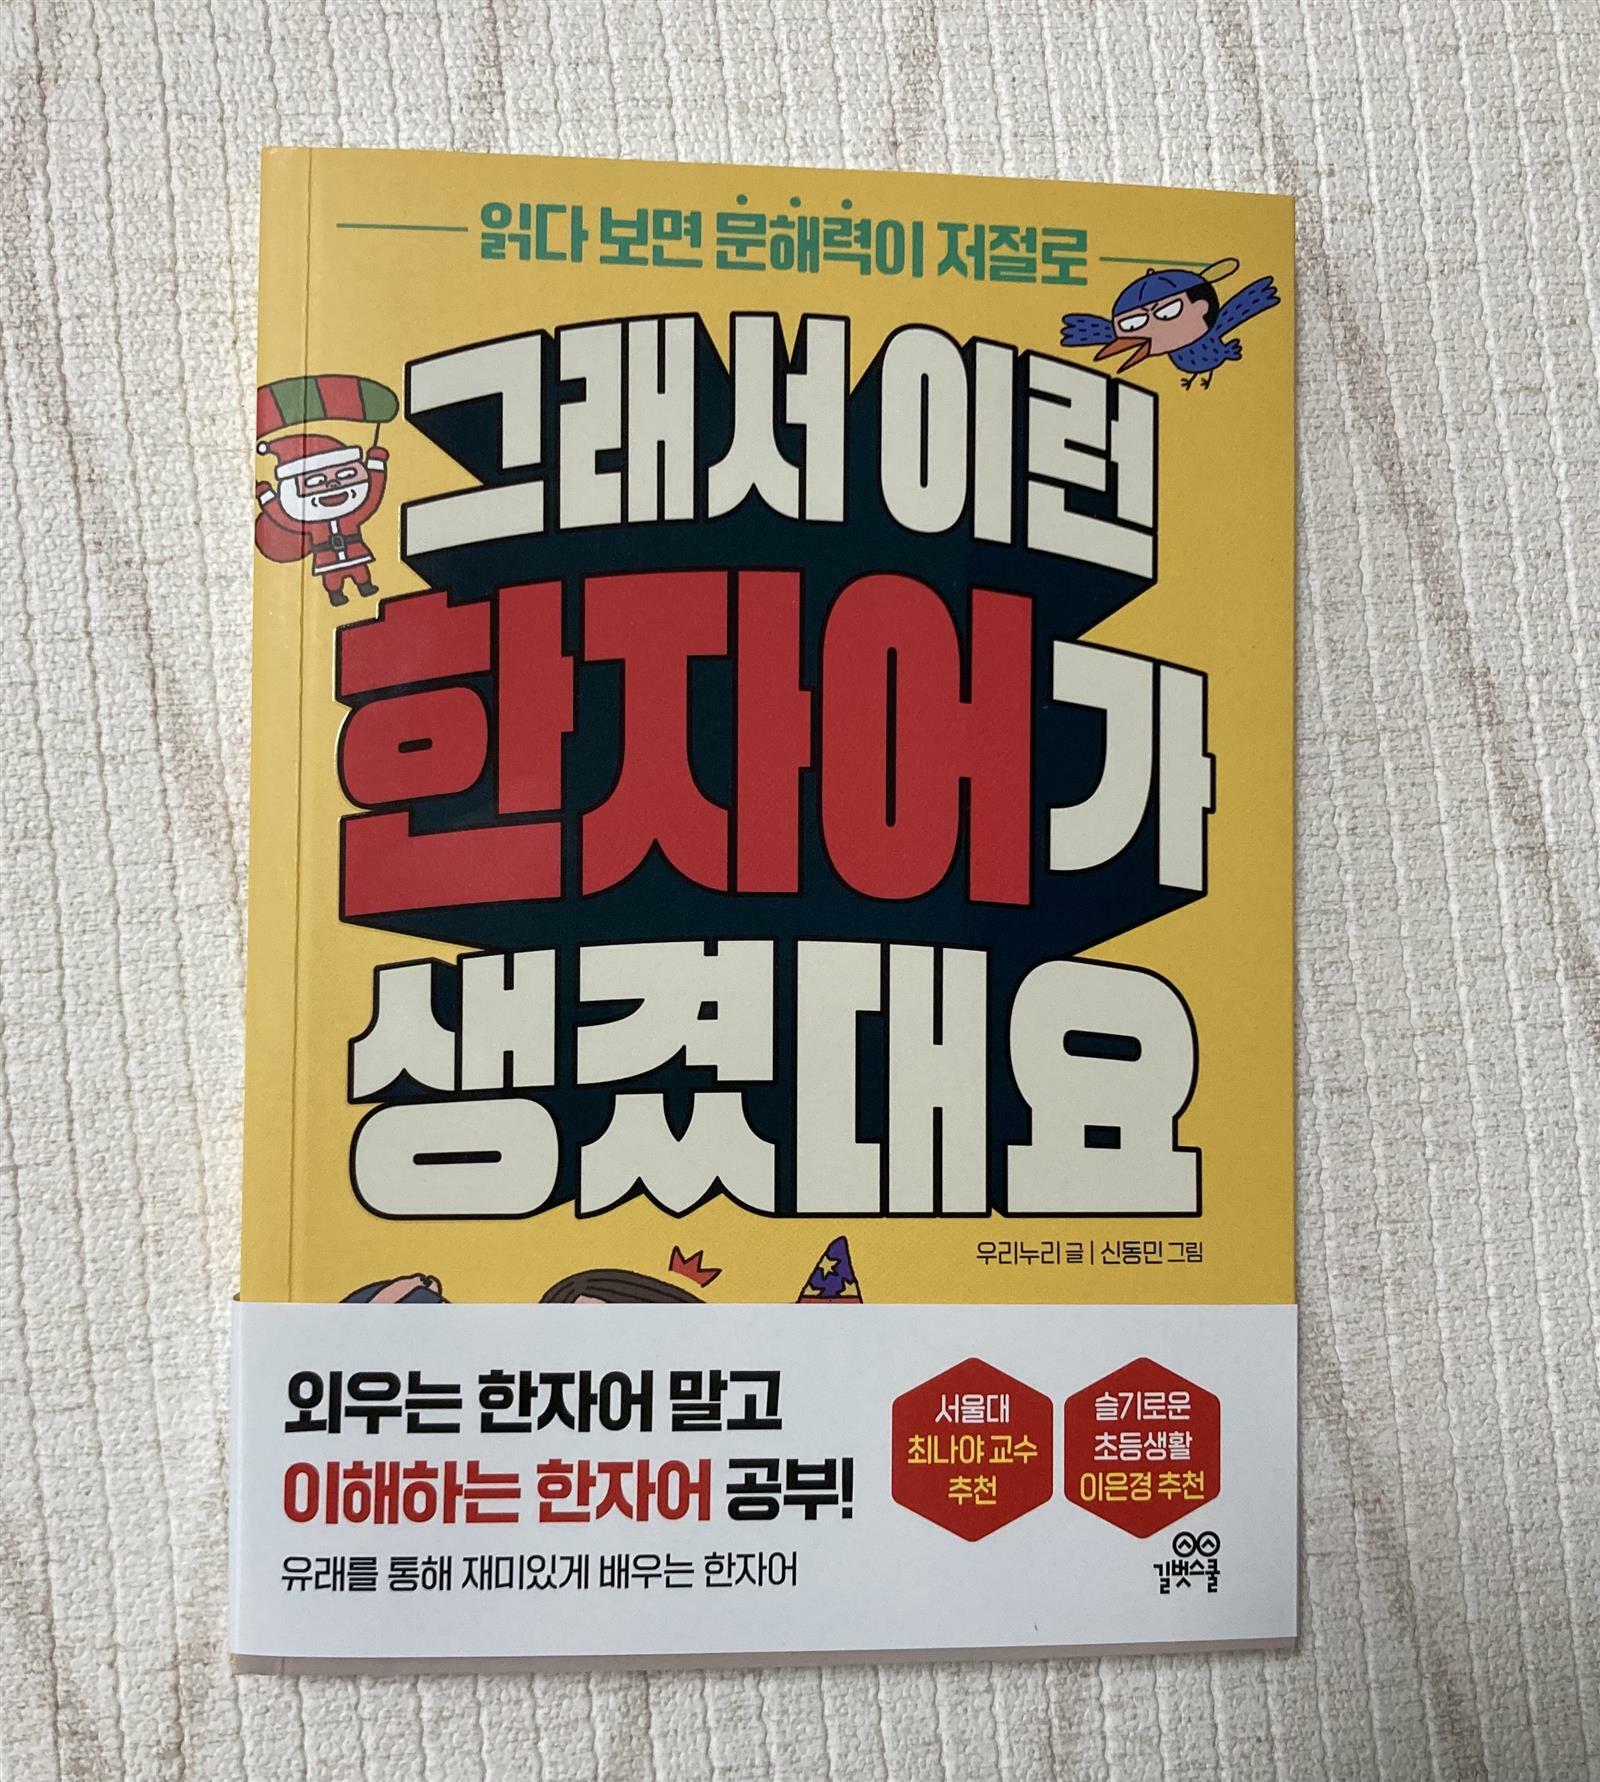 읽다 보면 문해력이 저절로
그래서 이런
한자어가
생겼대요
우리누리 글 | 신동민 그림
외우는 한자어 말고
이해하는 한자어 공부!
유래를 통해 재미있게 배우는 한자어
서울대
최나야 교수
추천
슬기로운
초등생활
이은경 추천
길벗스쿨